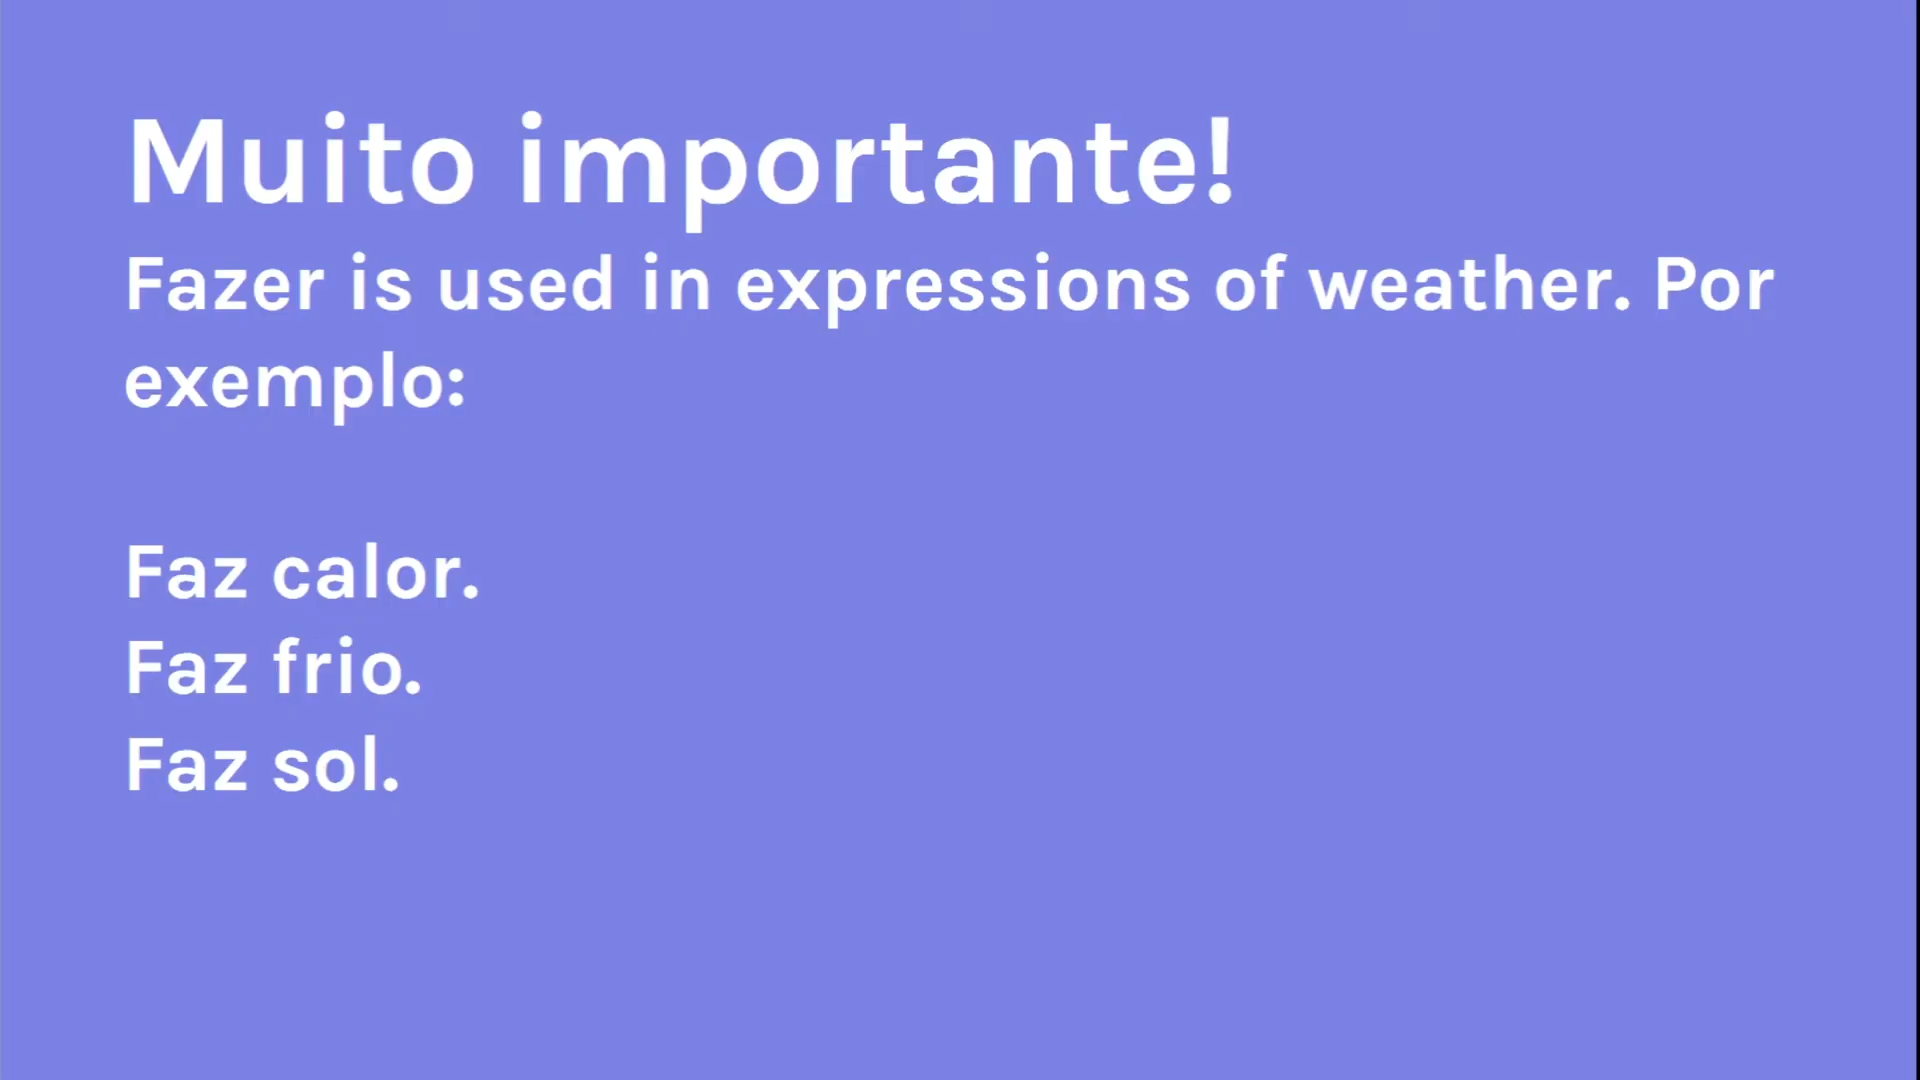 Muito importante!
Fazer is used in expressions of weather. Por
exemplo:
Faz calor.
Faz frio.
Faz sol.